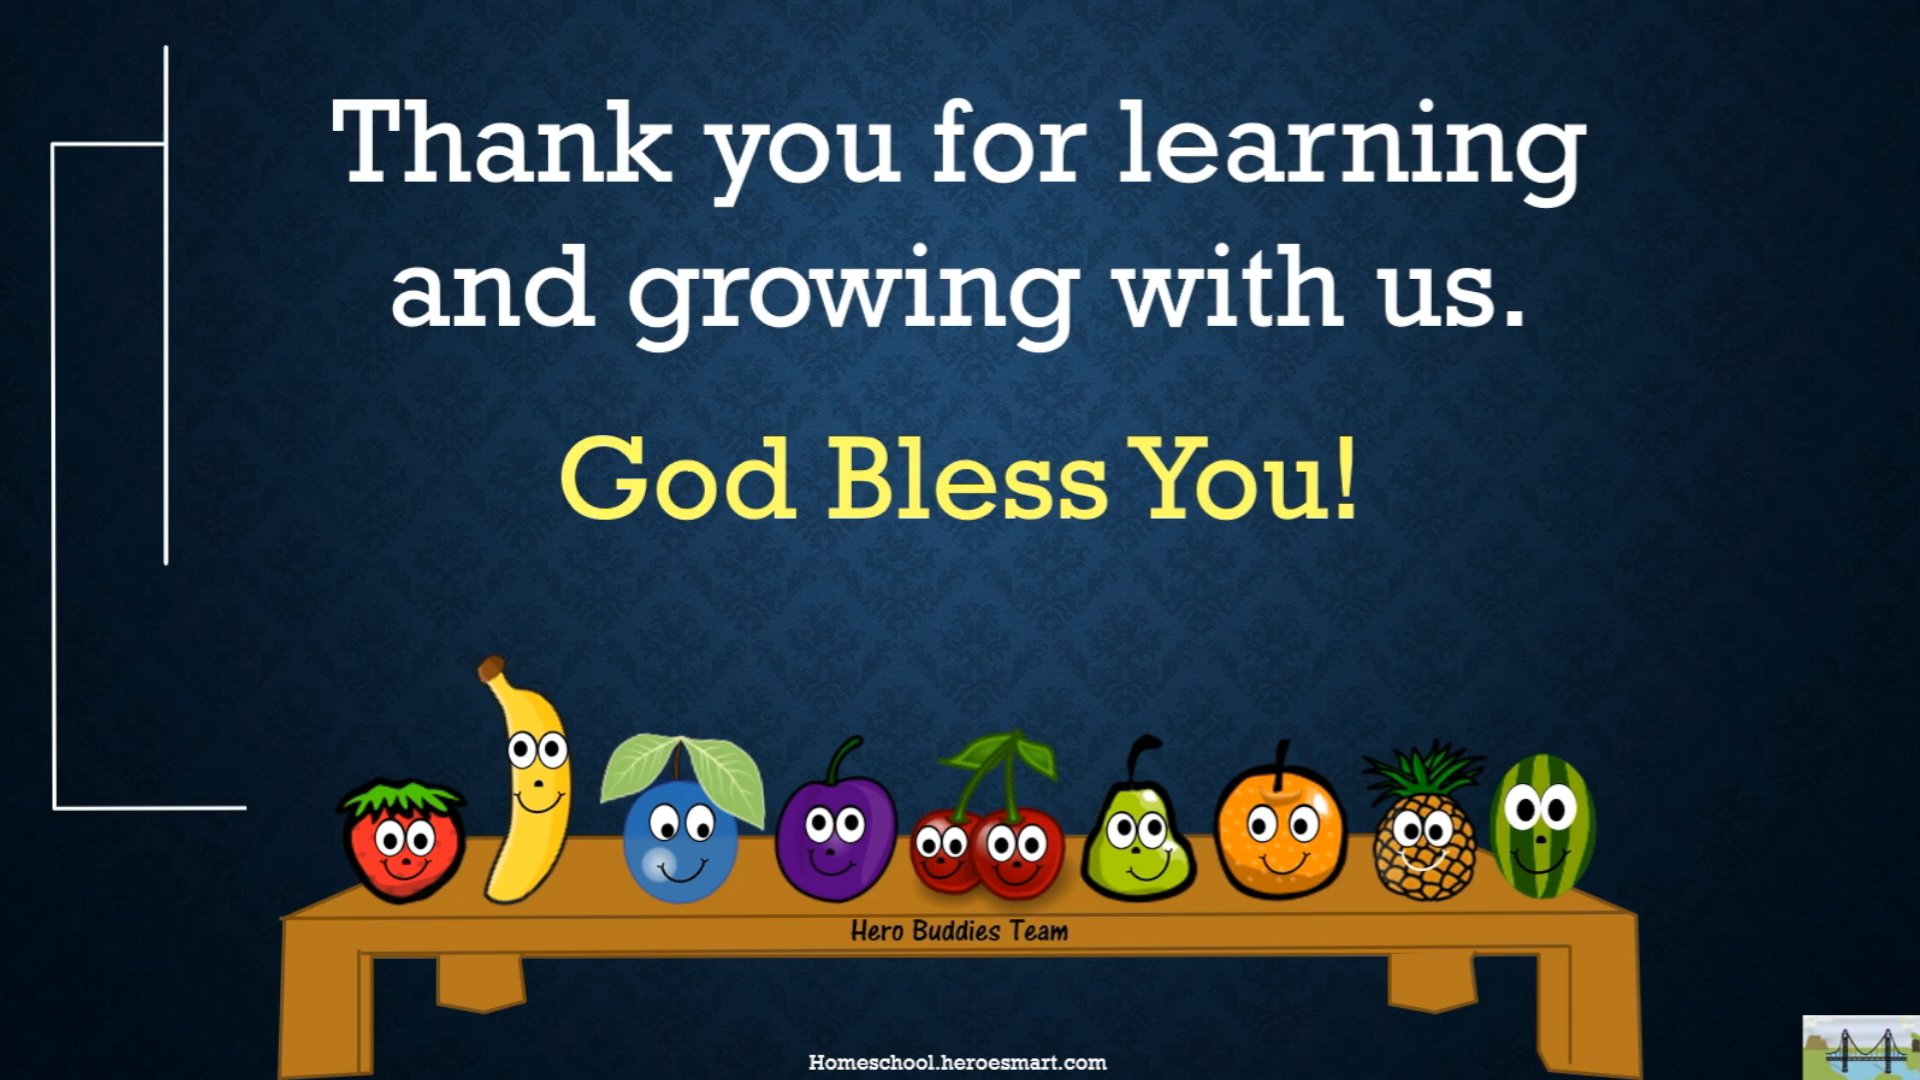 Thank you for learning
and growing with us.
God Bless You!
Hero Buddies Team
Homeschool.heroesmart.com